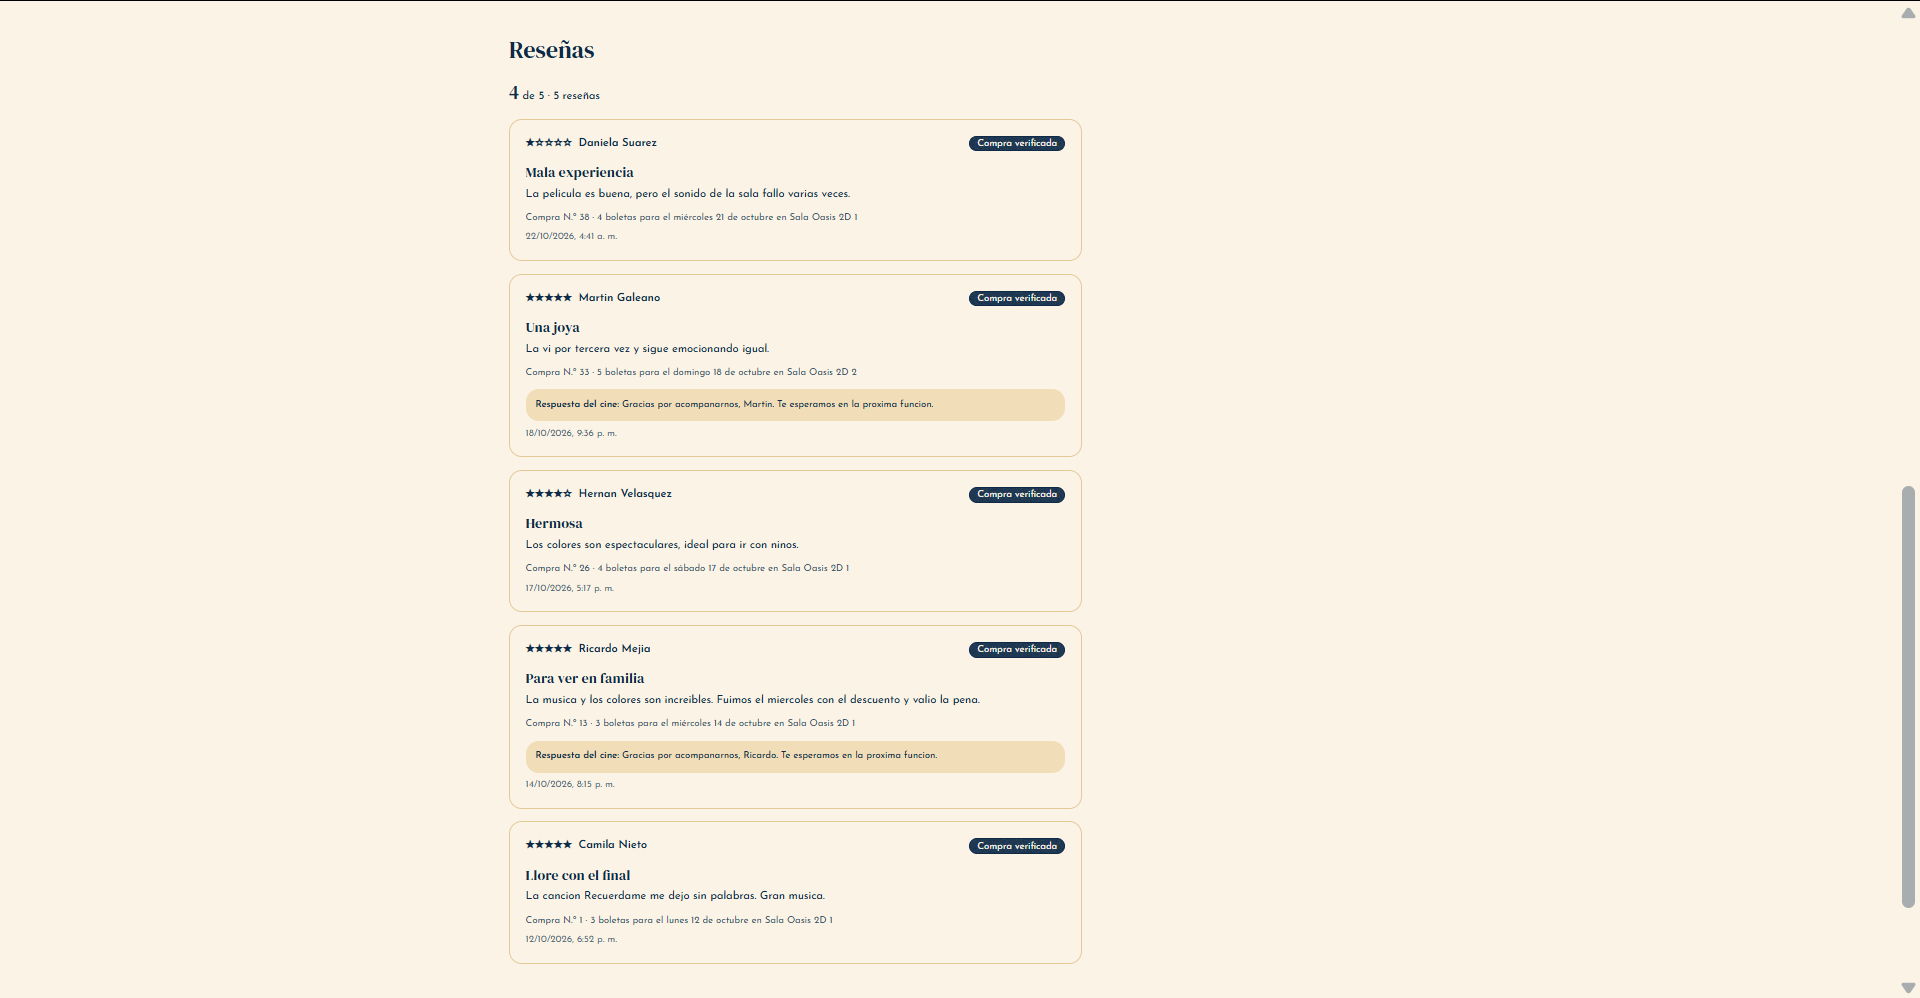 Reseñas
4 de 5 · 5 reseñas
★☆☆☆☆ Daniela Suarez Compra verificada
Mala experiencia
La pelicula es buena, pero el sonido de la sala fallo varias veces.
Compra N.º 38 · 4 boletas para el miércoles 21 de octubre en Sala Oasis 2D 1
22/10/2026, 4:41 a. m.
★★★★★ Martin Galeano Compra verificada
Una joya
La vi por tercera vez y sigue emocionando igual.
Compra N.º 33 · 5 boletas para el domingo 18 de octubre en Sala Oasis 2D 2
Respuesta del cine: Gracias por acompanarnos, Martin. Te esperamos en la proxima funcion.
18/10/2026, 9:36 p. m.
★★★★☆ Hernan Velasquez Compra verificada
Hermosa
Los colores son espectaculares, ideal para ir con ninos.
Compra N.º 26 · 4 boletas para el sábado 17 de octubre en Sala Oasis 2D 1
17/10/2026, 5:17 p. m.
★★★★★ Ricardo Mejia Compra verificada
Para ver en familia
La musica y los colores son increibles. Fuimos el miercoles con el descuento y valio la pena.
Compra N.º 13 · 3 boletas para el miércoles 14 de octubre en Sala Oasis 2D 1
Respuesta del cine: Gracias por acompanarnos, Ricardo. Te esperamos en la proxima funcion.
14/10/2026, 8:15 p. m.
★★★★★ Camila Nieto Compra verificada
Llore con el final
La cancion Recuerdame me dejo sin palabras. Gran musica.
Compra N.º 1 · 3 boletas para el lunes 12 de octubre en Sala Oasis 2D 1
12/10/2026, 6:52 p. m.